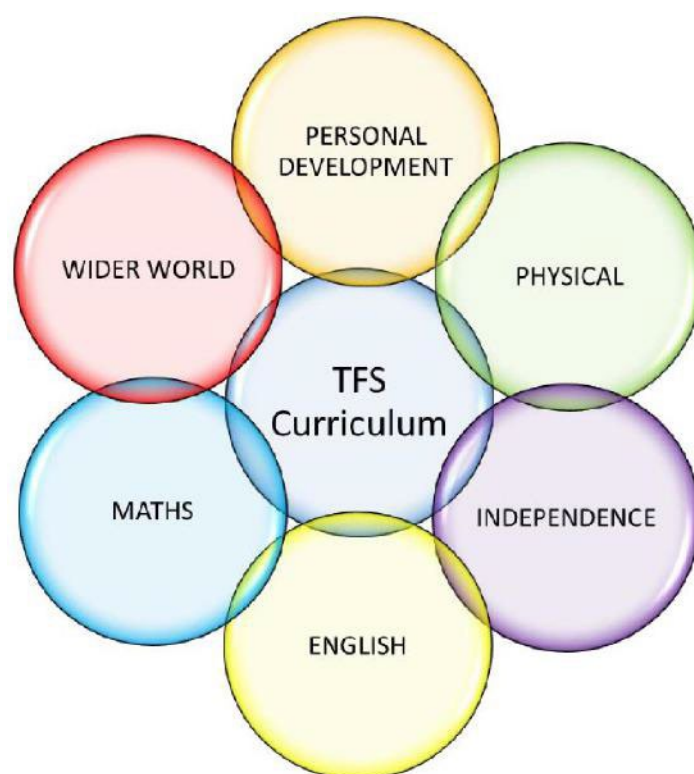 PERSONAL
DEVELOPMENT
WIDER WORLD
PHYSICAL
TFS
Curriculum
MATHS
INDEPENDENCE
ENGLISH